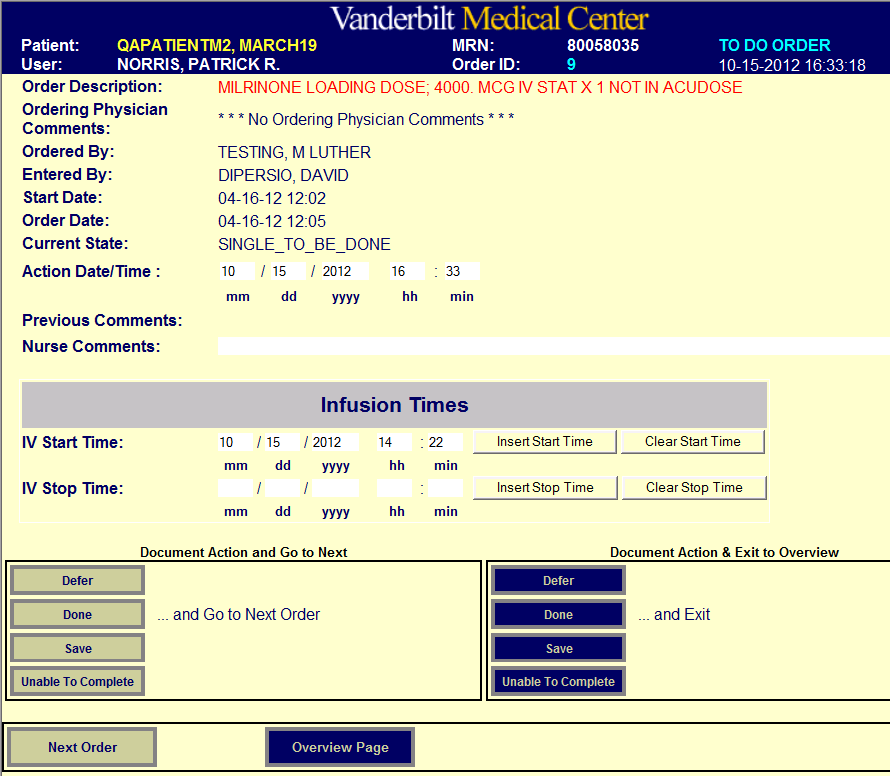 Vanderbilt Medical Center
Patient: QAPATIENTM2, MARCH19 MRN: 80058035 TO DO ORDER
User: NORRIS, PATRICK R. Order ID: 9 10-15-2012 16:33:18
Order Description: MILRINONE LOADING DOSE; 4000. MCG IV STAT X 1 NOT IN ACUDOSE
Ordering Physician
Comments: * * * No Ordering Physician Comments * * *
Ordered By: TESTING, M LUTHER
Entered By: DIPERSIO, DAVID
Start Date: 04-16-12 12:02
Order Date: 04-16-12 12:05
Current State: SINGLE_TO_BE_DONE
Action Date/Time : 10 / 15 / 2012 16 : 33
mm dd yyyy hh min
Previous Comments:
Nurse Comments:
Infusion Times
IV Start Time: 10 / 15 / 2012 14 : 22 Insert Start Time Clear Start Time
mm dd yyyy hh min
IV Stop Time: / / : Insert Stop Time Clear Stop Time
mm dd yyyy hh min
Document Action and Go to Next Document Action & Exit to Overview
Defer Defer
Done ... and Go to Next Order Done ... and Exit
Save Save
Unable To Complete Unable To Complete
Next Order Overview Page